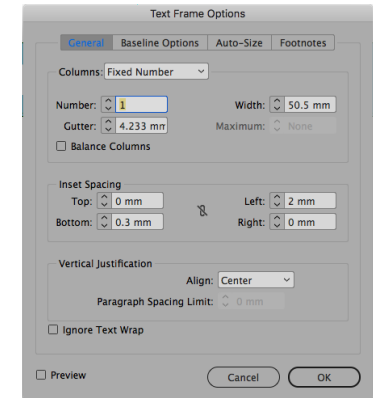 Text Frame Options
General Baseline Options Auto-Size Footnotes
Columns: Fixed Number
Number: 1 Width: 50.5 mm
Gutter: 4.233 mm Maximum: None
Balance Columns
Inset Spacing
Top: 0 mm Left: 2 mm
Bottom: 0.3 mm Right: 0 mm
Vertical Justification
Align: Center
Paragraph Spacing Limit: 0 mm
Ignore Text Wrap
Preview Cancel OK